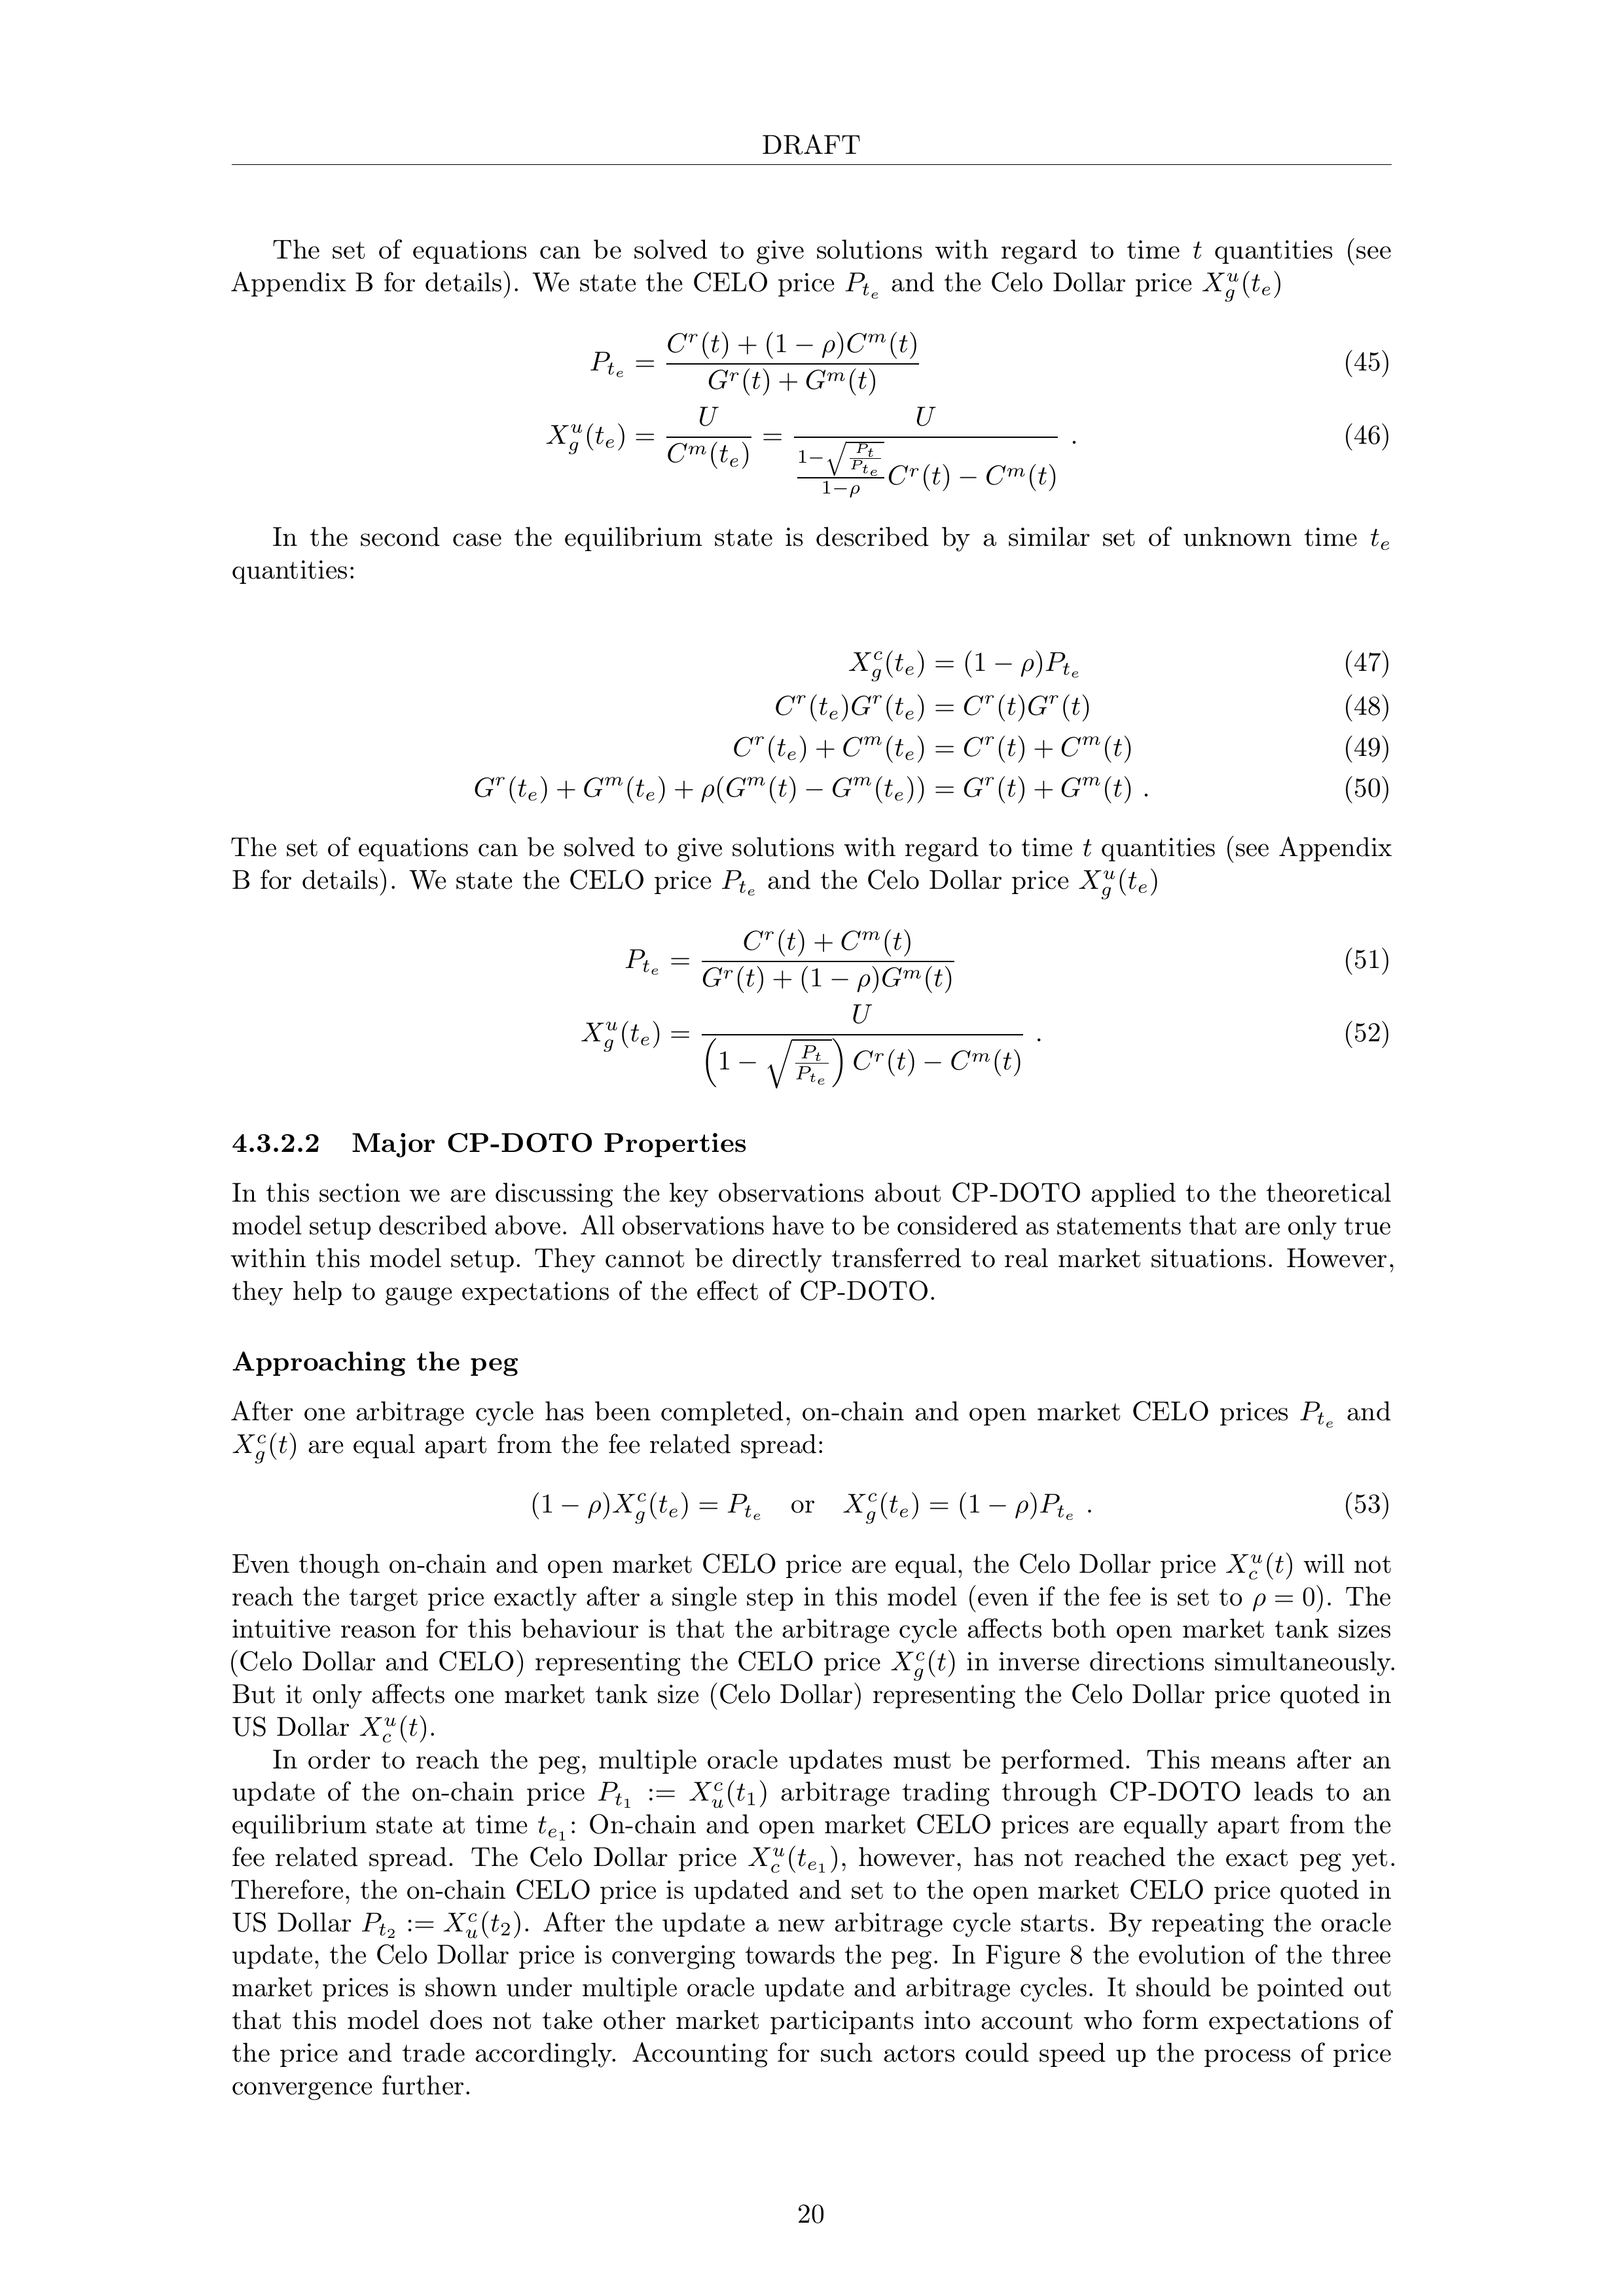 DRAFT
The set of equations can be solved to give solutions with regard to time t quantities (see
Appendix B for details). We state the CELO price P_{t_e} and the Celo Dollar price X_g^u(t_e)
P_{t_e} = \frac{C^r(t) + (1 − ρ)C^m(t)}{G^r(t) + G^m(t)} (45)
X_g^u(t_e) = \frac{U}{C^m(t_e)} = \frac{U}{\frac{1−\sqrt{\frac{P_t}{P_{t_e}}}}{1−ρ} C^r(t) − C^m(t)} . (46)
In the second case the equilibrium state is described by a similar set of unknown time t_e
quantities:
X_g^c(t_e) = (1 − ρ)P_{t_e} (47)
C^r(t_e)G^r(t_e) = C^r(t)G^r(t) (48)
C^r(t_e) + C^m(t_e) = C^r(t) + C^m(t) (49)
G^r(t_e) + G^m(t_e) + ρ(G^m(t) − G^m(t_e)) = G^r(t) + G^m(t) . (50)
The set of equations can be solved to give solutions with regard to time t quantities (see Appendix
B for details). We state the CELO price P_{t_e} and the Celo Dollar price X_g^u(t_e)
P_{t_e} = \frac{C^r(t) + C^m(t)}{G^r(t) + (1 − ρ)G^m(t)} (51)
X_g^u(t_e) = \frac{U}{\left(1 − \sqrt{\frac{P_t}{P_{t_e}}}\right) C^r(t) − C^m(t)} . (52)
4.3.2.2 Major CP-DOTO Properties
In this section we are discussing the key observations about CP-DOTO applied to the theoretical
model setup described above. All observations have to be considered as statements that are only true
within this model setup. They cannot be directly transferred to real market situations. However,
they help to gauge expectations of the effect of CP-DOTO.
Approaching the peg
After one arbitrage cycle has been completed, on-chain and open market CELO prices P_{t_e} and
X_g^c(t) are equal apart from the fee related spread:
(1 − ρ)X_g^c(t_e) = P_{t_e} or X_g^c(t_e) = (1 − ρ)P_{t_e} . (53)
Even though on-chain and open market CELO price are equal, the Celo Dollar price X_c^u(t) will not
reach the target price exactly after a single step in this model (even if the fee is set to ρ = 0). The
intuitive reason for this behaviour is that the arbitrage cycle affects both open market tank sizes
(Celo Dollar and CELO) representing the CELO price X_g^c(t) in inverse directions simultaneously.
But it only affects one market tank size (Celo Dollar) representing the Celo Dollar price quoted in
US Dollar X_c^u(t).
In order to reach the peg, multiple oracle updates must be performed. This means after an
update of the on-chain price P_{t_1} := X_u^c(t_1) arbitrage trading through CP-DOTO leads to an
equilibrium state at time t_{e_1}: On-chain and open market CELO prices are equally apart from the
fee related spread. The Celo Dollar price X_c^u(t_{e_1}), however, has not reached the exact peg yet.
Therefore, the on-chain CELO price is updated and set to the open market CELO price quoted in
US Dollar P_{t_2} := X_u^c(t_2). After the update a new arbitrage cycle starts. By repeating the oracle
update, the Celo Dollar price is converging towards the peg. In Figure 8 the evolution of the three
market prices is shown under multiple oracle update and arbitrage cycles. It should be pointed out
that this model does not take other market participants into account who form expectations of
the price and trade accordingly. Accounting for such actors could speed up the process of price
convergence further.
20